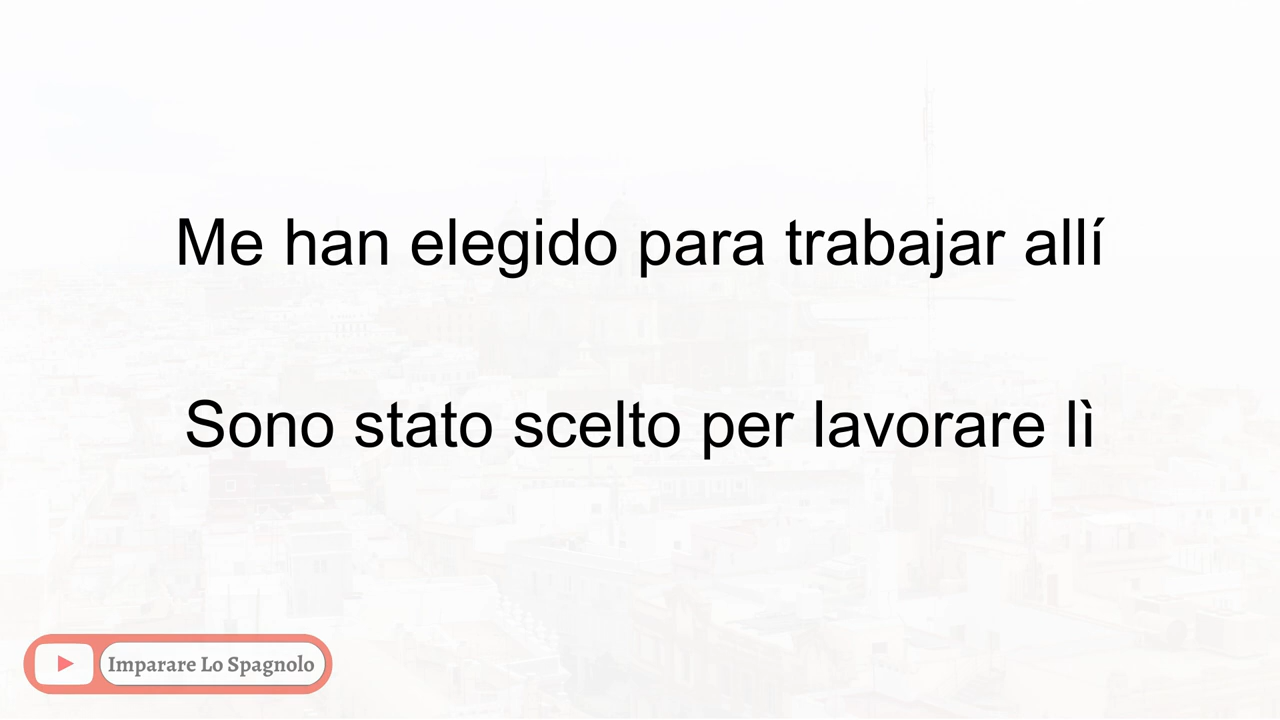 Me han elegido para trabajar allí
Sono stato scelto per lavorare lì
Imparare Lo Spagnolo